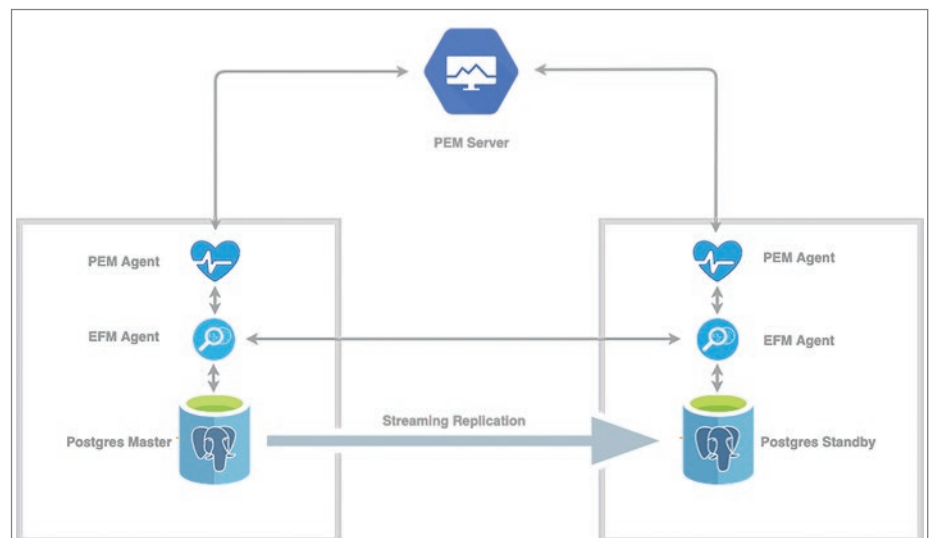 PEM Server
PEM Agent
PEM Agent
EFM Agent
EFM Agent
Streaming Replication
Postgres Master
Postgres Standby